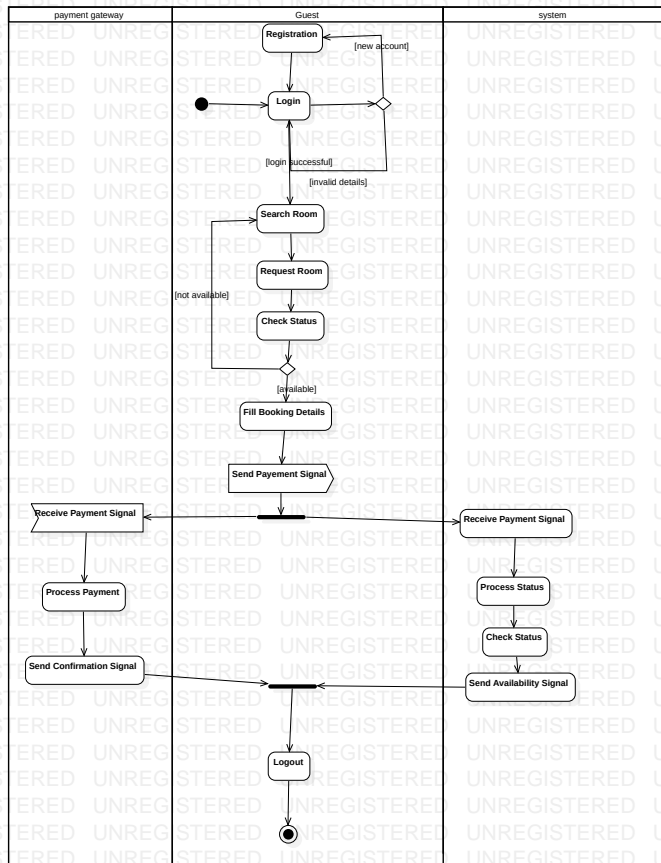 payment gateway
Guest
system
Registration
[new account]
Login
[login successful]
[invalid details]
Search Room
Request Room
[not available]
Check Status
[available]
Fill Booking Details
Send Payement Signal
Receive Payment Signal
Receive Payment Signal
Process Payment
Process Status
Check Status
Send Confirmation Signal
Send Availability Signal
Logout
UNREGISTERED